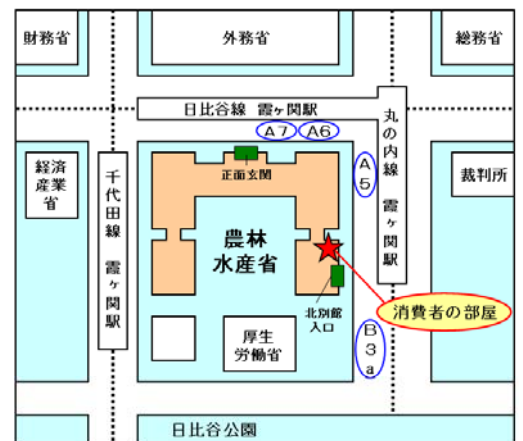 財務省
外務省
総務省
日比谷線 霞ヶ関駅
A7
A6
丸の内線 霞ヶ関駅
経済
産業
省
千代田線 霞ヶ関駅
正面玄関
A
5
裁判所
農林
水産省
北別館
入口
消費者の部屋
厚生
労働省
B
3
a
日比谷公園